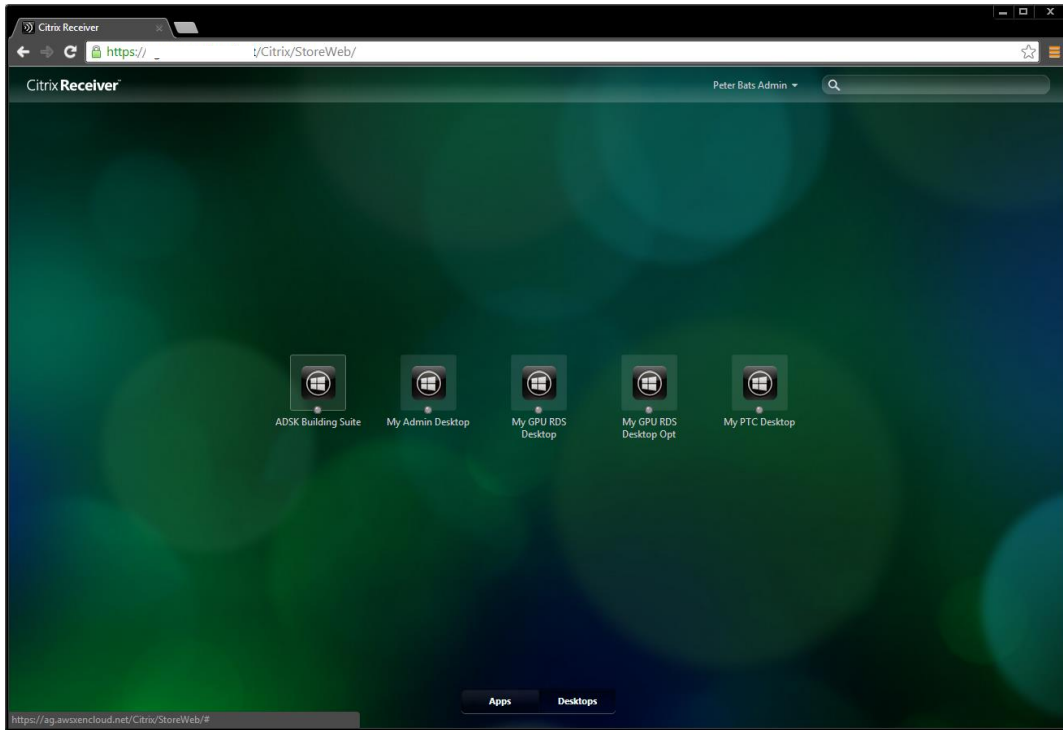 Citrix Receiver
https:// /Citrix/StoreWeb/
Citrix Receiver™
Peter Bats Admin
ADSK Building Suite
My Admin Desktop
My GPU RDS
Desktop
My GPU RDS
Desktop Opt
My PTC Desktop
Apps
Desktops
https://ag.awsxencloud.net/Citrix/StoreWeb/#